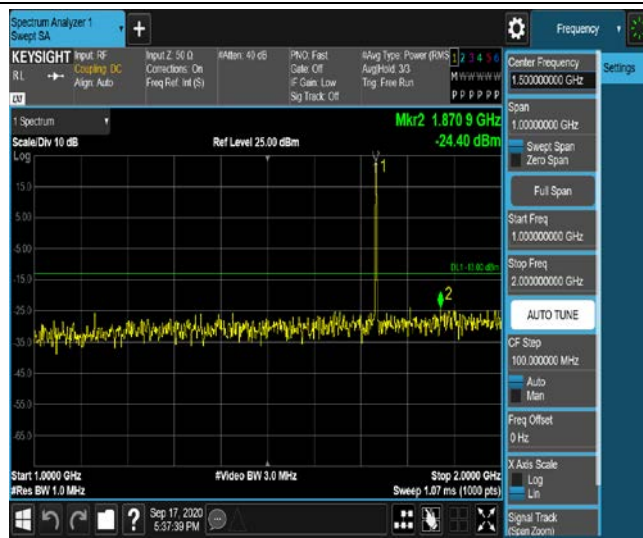 Spectrum Analyzer 1
Swept SA
+
Frequency
KEYSIGHT
RL
Input: RF
Coupling: DC
Align: Auto
Input Z: 50 Ω
Corrections: On
Freq Ref: Int (S)
#Atten: 40 dB
PNO: Fast
Gate: Off
IF Gain: Low
Sig Track: Off
#Avg Type: Power (RMS
Avg|Hold: 3/3
Trig: Free Run
1 2 3 4 5 6
M W W W W W
P P P P P P
1 Spectrum
Scale/Div 10 dB
Log
Ref Level 25.00 dBm
Mkr2 1.870 9 GHz
-24.40 dBm
15.0
5.00
-5.00
-15.0
-25.0
-35.0
-45.0
-55.0
-65.0
1
DL1 -13.00 dBm
2
Start 1.0000 GHz
#Res BW 1.0 MHz
#Video BW 3.0 MHz
Stop 2.0000 GHz
Sweep 1.07 ms (1000 pts)
Sep 17, 2020
5:37:39 PM
?
Center Frequency
1.500000000 GHz
Settings
Span
1.00000000 GHz
Swept Span
Zero Span
Full Span
Start Freq
1.000000000 GHz
Stop Freq
2.000000000 GHz
AUTO TUNE
CF Step
100.000000 MHz
Auto
Man
Freq Offset
0 Hz
X Axis Scale
Log
Lin
Signal Track
(Span Zoom)